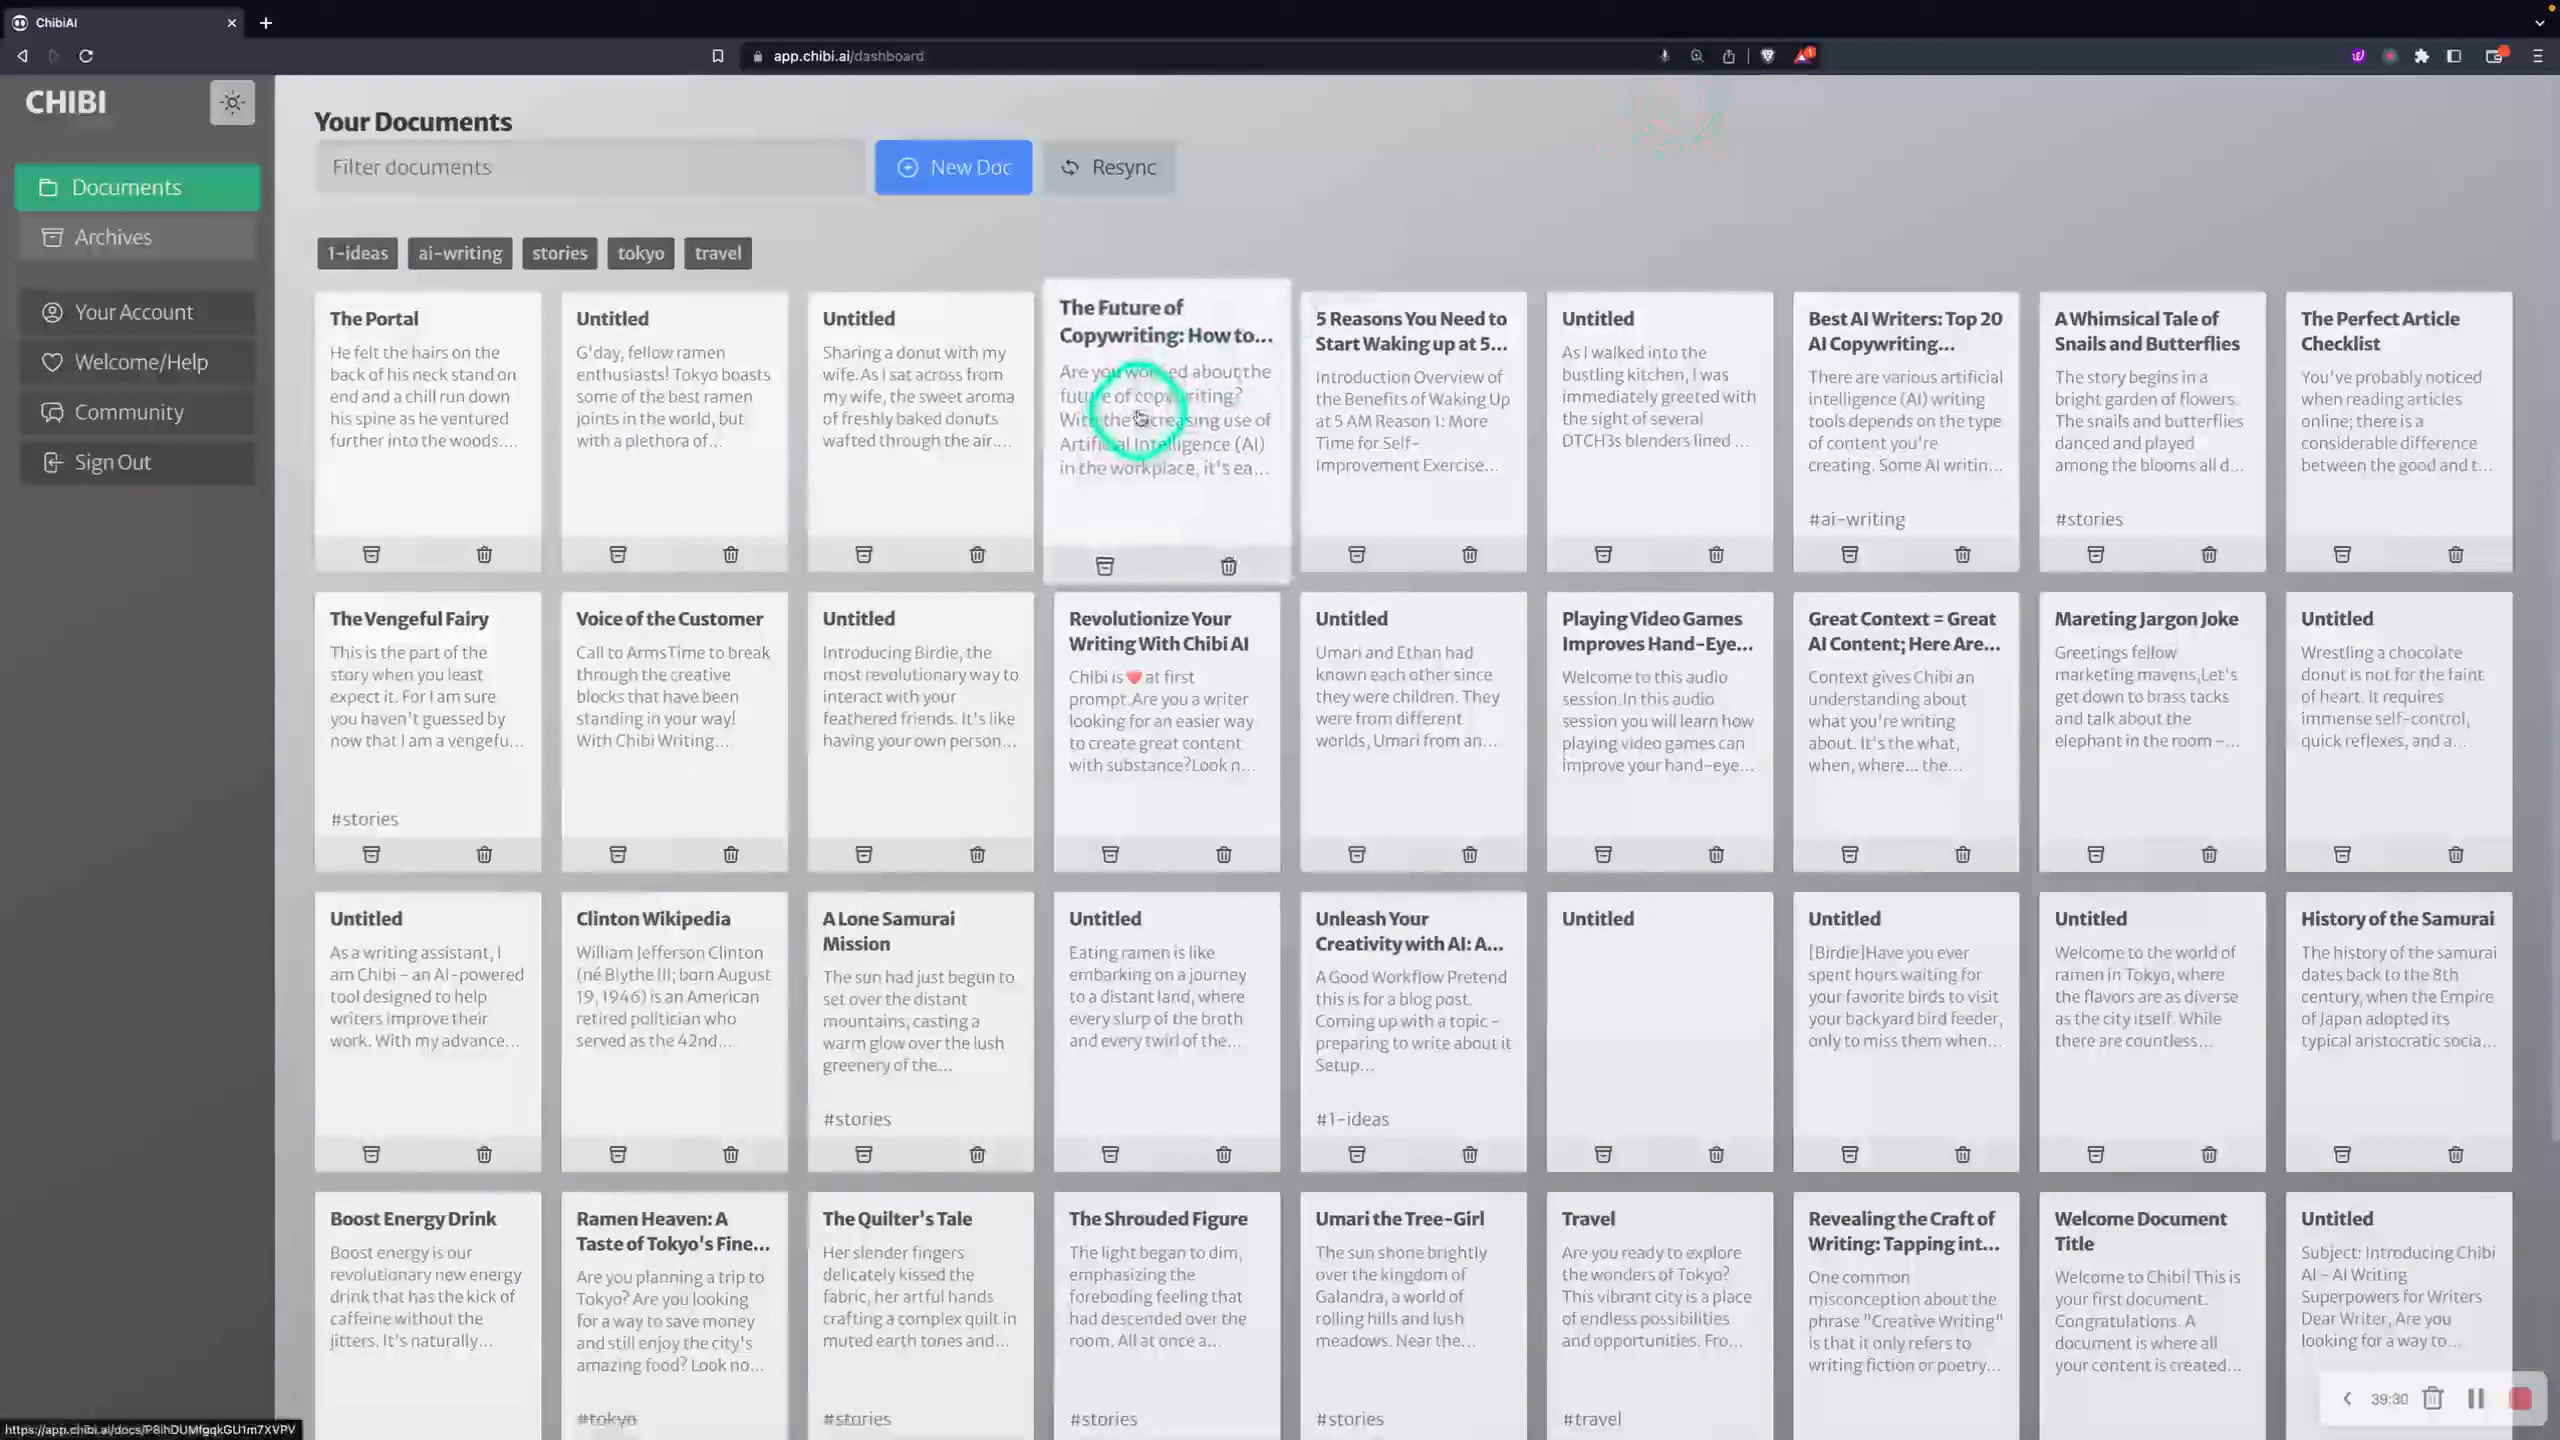 ChibiAI
app.chibi.ai/dashboard
CHIBI
Documents
Archives
Your Account
Welcome/Help
Community
Sign Out
Your Documents
Filter documents
New Doc
Resync
1-ideas
ai-writing
stories
tokyo
travel
The Portal
He felt the hairs on the
back of his neck stand on
end and a chill run down
his spine as he ventured
further into the woods....
Untitled
G'day, fellow ramen
enthusiasts! Tokyo boasts
some of the best ramen
joints in the world, but
with a plethora of...
Untitled
Sharing a donut with my
wife. As I sat across from
my wife, the sweet aroma
of freshly baked donuts
wafted through the air....
The Future of
Copywriting: How to...
Are you worried about the
future of copywriting?
With the increasing use of
Artificial Intelligence (AI)
in the workplace, it's ea...
5 Reasons You Need to
Start Waking up at 5...
Introduction Overview of
the Benefits of Waking Up
at 5 AM Reason 1: More
Time for Self-
Improvement Exercise...
Untitled
As I walked into the
bustling kitchen, I was
immediately greeted with
the sight of several
DTCH3s blenders lined ...
Best AI Writers: Top 20
AI Copywriting...
There are various artificial
intelligence (AI) writing
tools depends on the type
of content you're
creating. Some AI writin...
#ai-writing
A Whimsical Tale of
Snails and Butterflies
The story begins in a
bright garden of flowers.
The snails and butterflies
danced and played
among the blooms all d...
#stories
The Perfect Article
Checklist
You've probably noticed
when reading articles
online; there is a
considerable difference
between the good and t...
The Vengeful Fairy
This is the part of the
story when you least
expect it. For I am sure
you haven't guessed by
now that I am a vengefu...
#stories
Voice of the Customer
Call to ArmsTime to break
through the creative
blocks that have been
standing in your way!
With Chibi Writing...
Untitled
Introducing Birdie, the
most revolutionary way to
interact with your
feathered friends. It's like
having your own person...
Revolutionize Your
Writing With Chibi AI
Chibi is❤️at first
prompt.Are you a writer
looking for an easier way
to create great content
with substance?Look n...
Untitled
Umari and Ethan had
known each other since
they were children. They
were from different
worlds, Umari from an...
Playing Video Games
Improves Hand-Eye...
Welcome to this audio
session.In this audio
session you will learn how
playing video games can
improve your hand-eye...
Great Context = Great
AI Content; Here Are...
Context gives Chibi an
understanding about
what you're writing
about. It's the what,
when, where... the...
Mareting Jargon Joke
Greetings fellow
marketing mavens,Let's
get down to brass tacks
and talk about the
elephant in the room –...
Untitled
Wrestling a chocolate
donut is not for the faint
of heart. It requires
immense self-control,
quick reflexes, and a...
Untitled
As a writing assistant, I
am Chibi – an AI-powered
tool designed to help
writers improve their
work. With my advance...
Clinton Wikipedia
William Jefferson Clinton
(né Blythe III; born August
19, 1946) is an American
retired politician who
served as the 42nd...
A Lone Samurai
Mission
The sun had just begun to
set over the distant
mountains, casting a
warm glow over the lush
greenery of the...
#stories
Untitled
Eating ramen is like
embarking on a journey
to a distant land, where
every slurp of the broth
and every twirl of the...
Unleash Your
Creativity with AI: A...
A Good Workflow Pretend
this is for a blog post.
Coming up with a topic –
preparing to write about it
Setup...
#1-ideas
Untitled
Untitled
[Birdie]Have you ever
spent hours waiting for
your favorite birds to visit
your backyard bird feeder,
only to miss them when...
Untitled
Welcome to the world of
ramen in Tokyo, where
the flavors are as diverse
as the city itself. While
there are countless...
History of the Samurai
The history of the samurai
dates back to the 8th
century, when the Empire
of Japan adopted its
typical aristocratic socia...
Boost Energy Drink
Boost energy is our
revolutionary new energy
drink that has the kick of
caffeine without the
jitters. It's naturally...
Ramen Heaven: A
Taste of Tokyo's Fine...
Are you planning a trip to
Tokyo? Are you looking
for a way to save money
and still enjoy the city's
amazing food? Look no...
#tokyo
The Quilter's Tale
Her slender fingers
delicately kissed the
fabric, her artful hands
crafting a complex quilt in
muted earth tones and...
#stories
The Shrouded Figure
The light began to dim,
emphasizing the
foreboding feeling that
had descended over the
room. All at once a...
#stories
Umari the Tree-Girl
The sun shone brightly
over the kingdom of
Galandra, a world of
rolling hills and lush
meadows. Near the...
#stories
Travel
Are you ready to explore
the wonders of Tokyo?
This vibrant city is a place
of endless possibilities
and opportunities. Fro...
#travel
Revealing the Craft of
Writing: Tapping int...
One common
misconception about the
phrase "Creative Writing"
is that it only refers to
writing fiction or poetry...
Welcome Document
Title
Welcome to Chibi! This is
your first document.
Congratulations. A
document is where all
your content is created...
Untitled
Subject: Introducing Chibi
AI – AI Writing
Superpowers for Writers
Dear Writer, Are you
looking for a way to...
39:30